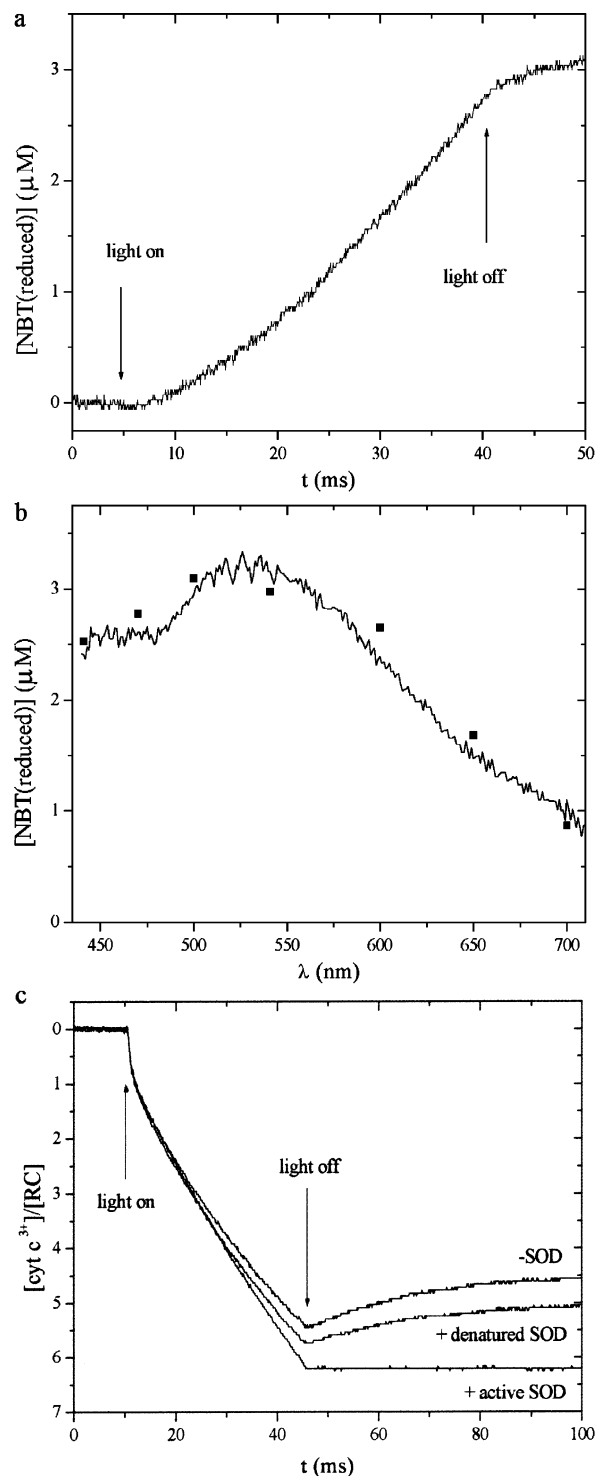 a
3
2
1
0
[NBT(reduced)] (μM)
light on
light off
0 10 20 30 40 50
t (ms)
b
3
2
1
0
[NBT(reduced)] (μM)
450 500 550 600 650 700
λ (nm)
c
0
1
2
3
4
5
6
7
[cyt c 3+]/[RC]
light on
light off
-SOD
+ denatured SOD
+ active SOD
0 20 40 60 80 100
t (ms)